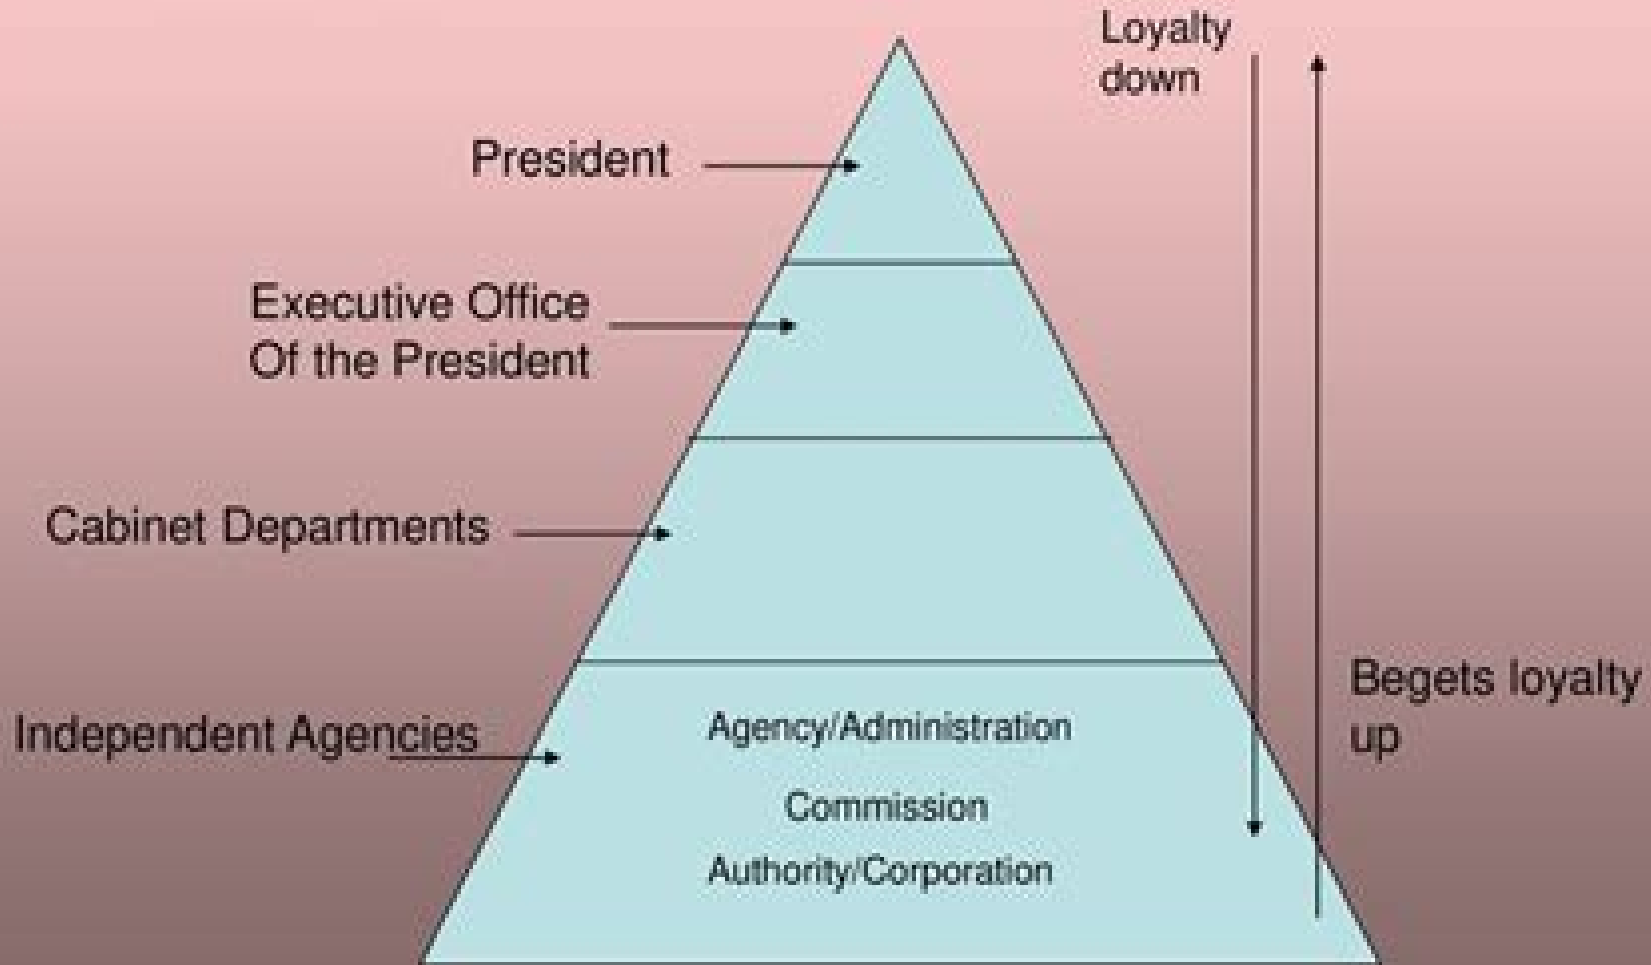 Loyalty
down
President
Executive Office
Of the President
Cabinet Departments
Independent Agencies
Agency/Administration
Commission
Authority/Corporation
Begets loyalty
up